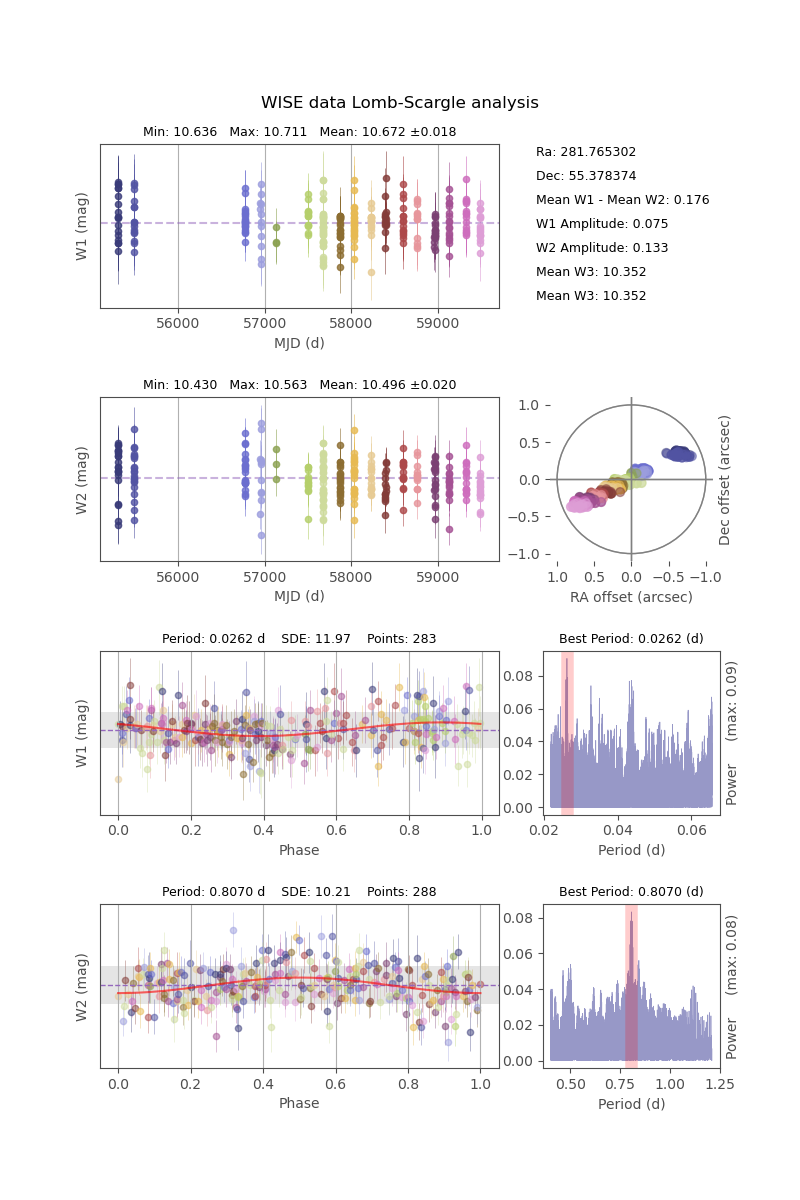 WISE data Lomb-Scargle analysis
Min: 10.636   Max: 10.711   Mean: 10.672 ±0.018
W1 (mag)
56000 57000 58000 59000
MJD (d)
Ra: 281.765302
Dec: 55.378374
Mean W1 - Mean W2: 0.176
W1 Amplitude: 0.075
W2 Amplitude: 0.133
Mean W3: 10.352
Mean W3: 10.352
Min: 10.430   Max: 10.563   Mean: 10.496 ±0.020
W2 (mag)
56000 57000 58000 59000
MJD (d)
1.0
0.5
0.0
−0.5
−1.0
1.0 0.5 0.0 −0.5 −1.0
RA offset (arcsec)
Dec offset (arcsec)
Period: 0.0262 d    SDE: 11.97    Points: 283
W1 (mag)
0.0 0.2 0.4 0.6 0.8 1.0
Phase
Best Period: 0.0262 (d)
0.08
0.06
0.04
0.02
0.00
0.02 0.04 0.06
Period (d)
Power     (max: 0.09)
Period: 0.8070 d    SDE: 10.21    Points: 288
W2 (mag)
0.0 0.2 0.4 0.6 0.8 1.0
Phase
Best Period: 0.8070 (d)
0.08
0.06
0.04
0.02
0.00
0.50 0.75 1.00 1.25
Period (d)
Power     (max: 0.08)